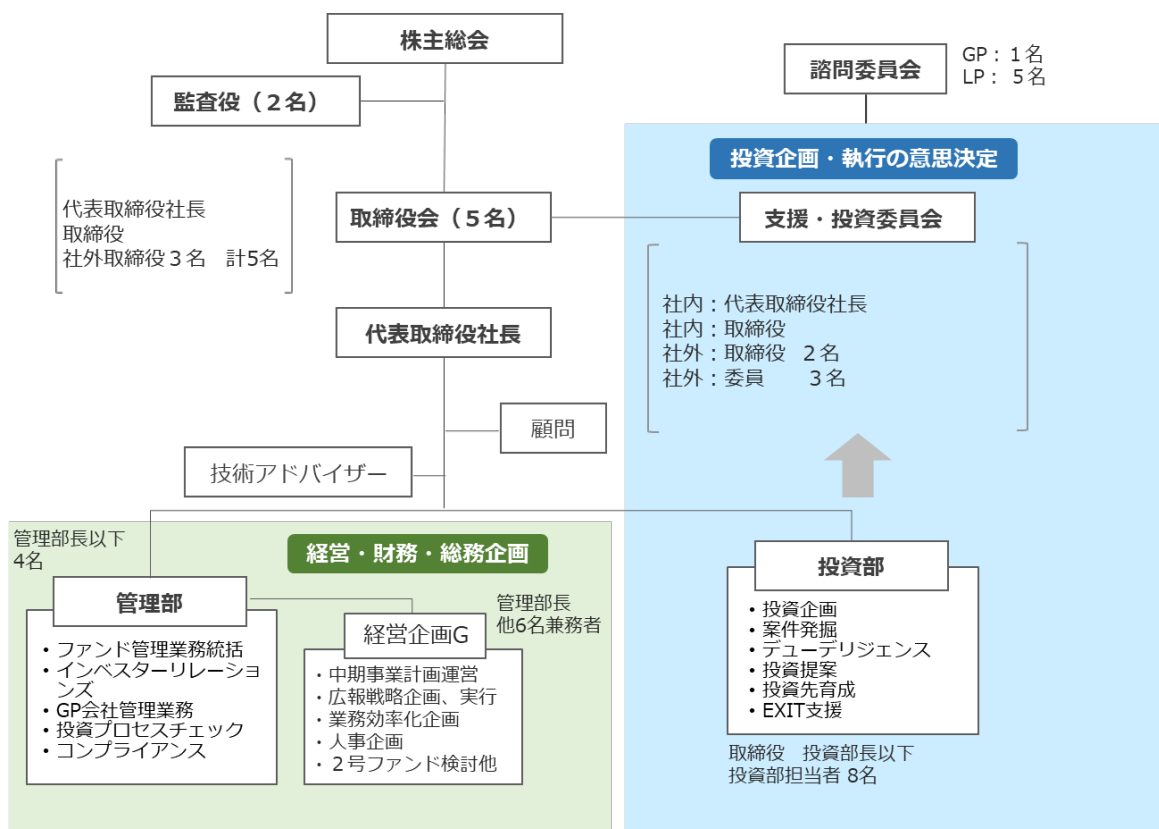 株主総会
監査役（２名）
代表取締役社長
取締役
社外取締役３名　計5名
取締役会（５名）
代表取締役社長
顧問
技術アドバイザー
諮問委員会
GP：１名
LP： ５名
投資企画・執行の意思決定
支援・投資委員会
社内：代表取締役社長
社内：取締役
社外：取締役　２名
社外：委員　　３名
管理部長以下
4名
経営・財務・総務企画
管理部
・ファンド管理業務統括
・インベスターリレーショ
ンズ
・GP会社管理業務
・投資プロセスチェック
・コンプライアンス
管理部長
他6名兼務者
経営企画G
・中期事業計画運営
・広報戦略企画、実行
・業務効率化企画
・人事企画
・２号ファンド検討他
投資部
・投資企画
・案件発掘
・デューデリジェンス
・投資提案
・投資先育成
・EXIT支援
取締役　投資部長以下
投資部担当者 8名